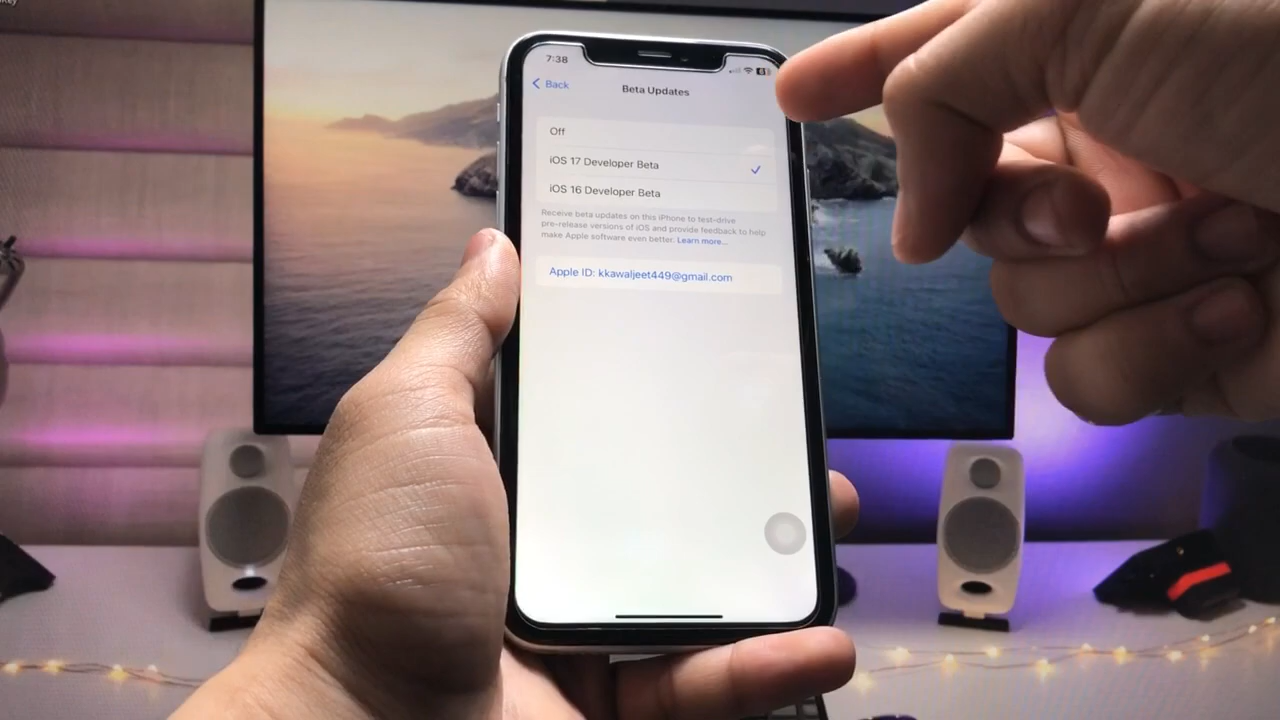 7:38
Back
Beta Updates
Off
iOS 17 Developer Beta
iOS 16 Developer Beta
Receive beta updates on this iPhone to test-drive
pre-release versions of iOS and provide feedback to help
make Apple software even better. Learn more...
Apple ID: kkawaljeet449@gmail.com